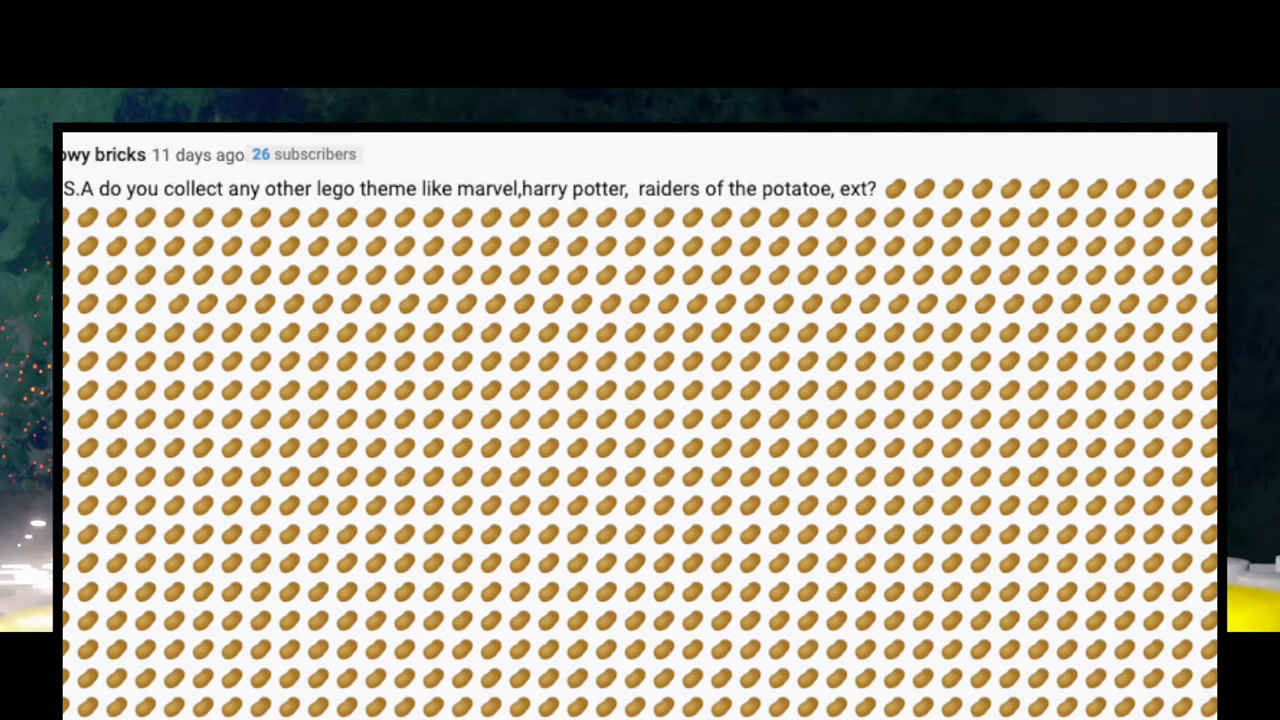 owy bricks 11 days ago 26 subscribers
S.A do you collect any other lego theme like marvel,harry potter, raiders of the potatoe, ext?